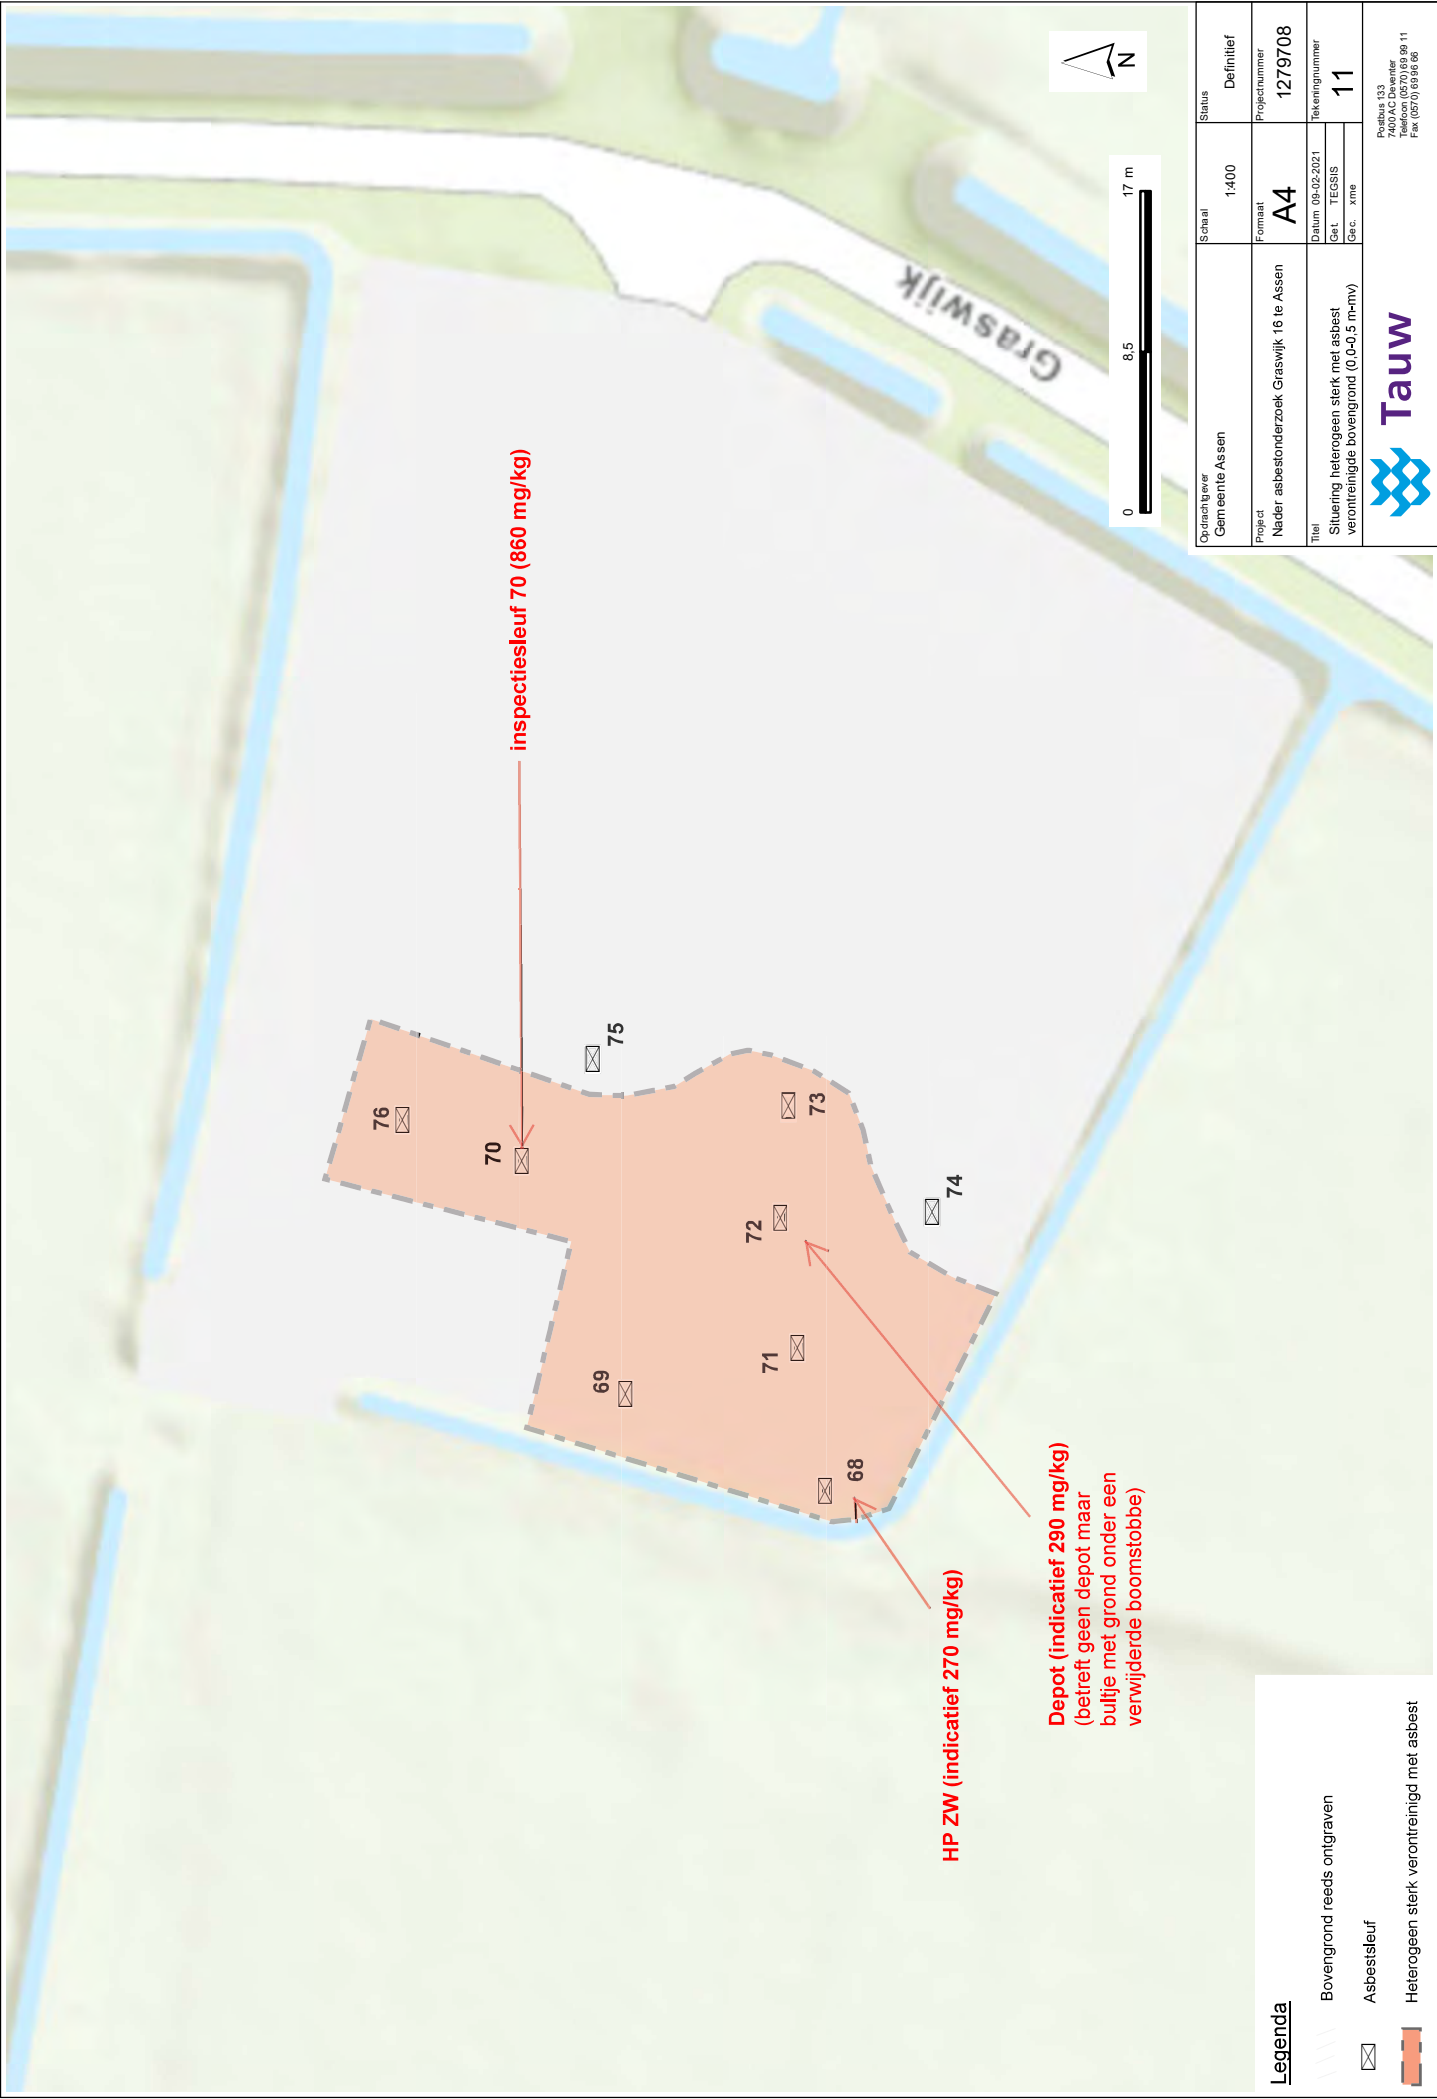 inspectiesleuf 70 (860 mg/kg)
76
70
75
69
72
73
71
74
68
HP ZW (indicatief 270 mg/kg)
Depot (indicatief 290 mg/kg)
(betreft geen depot maar
bultje met grond onder een
verwijderde boomstobbe)
Graswijk
N
0 8,5 17 m
Legenda
Bovengrond reeds ontgraven
Asbestsleuf
Heterogeen sterk verontreinigd met asbest
Opdrachtgever
Gemeente Assen
Schaal
1:400
Status
Definitief
Project
Nader asbestonderzoek Graswijk 16 te Assen
Formaat
A4
Projectnummer
1279708
Titel
Situering heterogeen sterk met asbest
verontreinigde bovengrond (0,0-0,5 m-mv)
Datum 09-02-2021
Get. TEGSIS
Gec. xme
Tekeningnummer
11
Tauw
Postbus 133
7400 AC Deventer
Telefoon (0570) 69 99 11
Fax (0570) 69 96 66